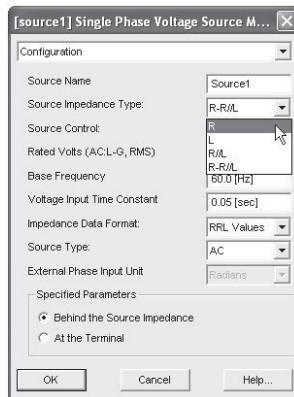 [source1] Single Phase Voltage Source M...
Configuration
Source Name Source1
Source Impedance Type: R-R//L
Source Control: R
L
Rated Volts (AC:L-G, RMS) R//L
R-R//L
Base Frequency 60.0 [Hz]
Voltage Input Time Constant 0.05 [sec]
Impedance Data Format: RRL Values
Source Type: AC
External Phase Input Unit Radians
Specified Parameters
Behind the Source Impedance
At the Terminal
OK Cancel Help...